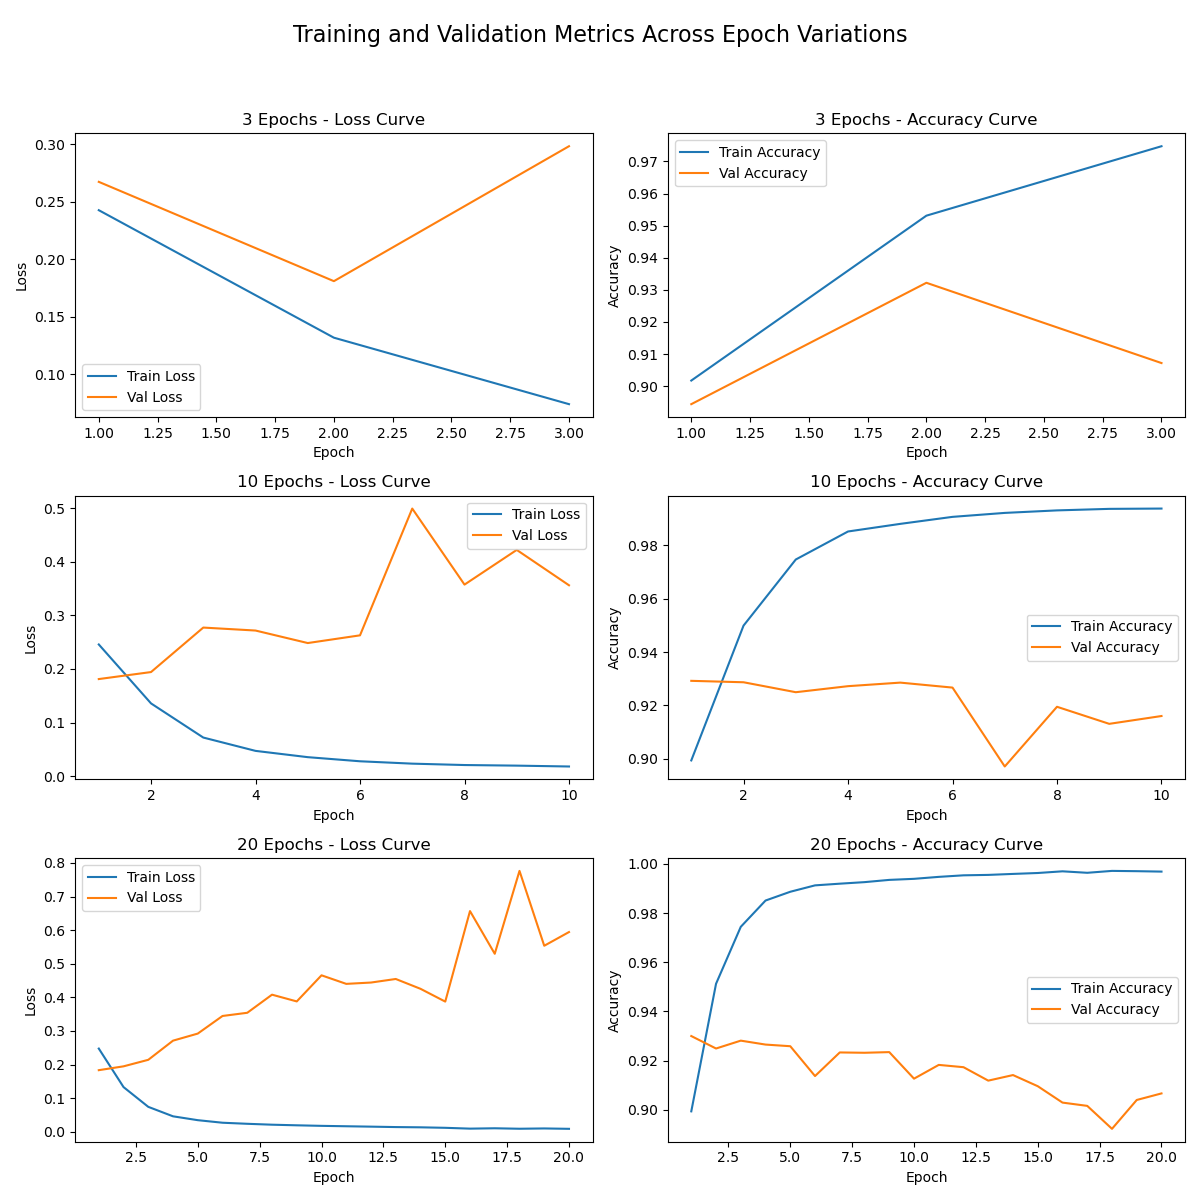 Training and Validation Metrics Across Epoch Variations
3 Epochs - Loss Curve
0.30
0.25
0.20
0.15
0.10
Loss
Train Loss
Val Loss
1.00 1.25 1.50 1.75 2.00 2.25 2.50 2.75 3.00
Epoch
3 Epochs - Accuracy Curve
Train Accuracy
Val Accuracy
0.97
0.96
0.95
0.94
0.93
0.92
0.91
0.90
Accuracy
1.00 1.25 1.50 1.75 2.00 2.25 2.50 2.75 3.00
Epoch
10 Epochs - Loss Curve
Train Loss
Val Loss
0.5
0.4
0.3
0.2
0.1
0.0
Loss
2 4 6 8 10
Epoch
10 Epochs - Accuracy Curve
0.98
0.96
0.94
0.92
0.90
Accuracy
Train Accuracy
Val Accuracy
2 4 6 8 10
Epoch
20 Epochs - Loss Curve
Train Loss
Val Loss
0.8
0.7
0.6
0.5
0.4
0.3
0.2
0.1
0.0
Loss
2.5 5.0 7.5 10.0 12.5 15.0 17.5 20.0
Epoch
20 Epochs - Accuracy Curve
1.00
0.98
0.96
0.94
0.92
0.90
Accuracy
Train Accuracy
Val Accuracy
2.5 5.0 7.5 10.0 12.5 15.0 17.5 20.0
Epoch